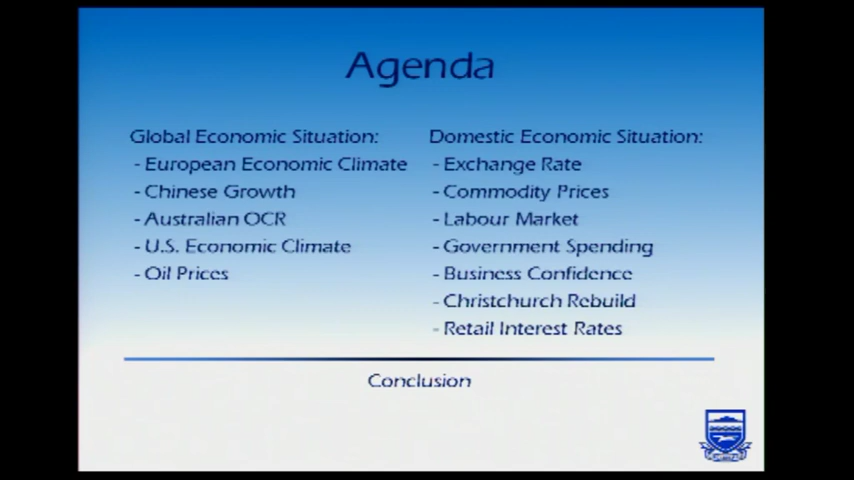 Agenda
Global Economic Situation:
- European Economic Climate
- Chinese Growth
- Australian OCR
- U.S. Economic Climate
- Oil Prices
Domestic Economic Situation:
- Exchange Rate
- Commodity Prices
- Labour Market
- Government Spending
- Business Confidence
- Christchurch Rebuild
- Retail Interest Rates
Conclusion